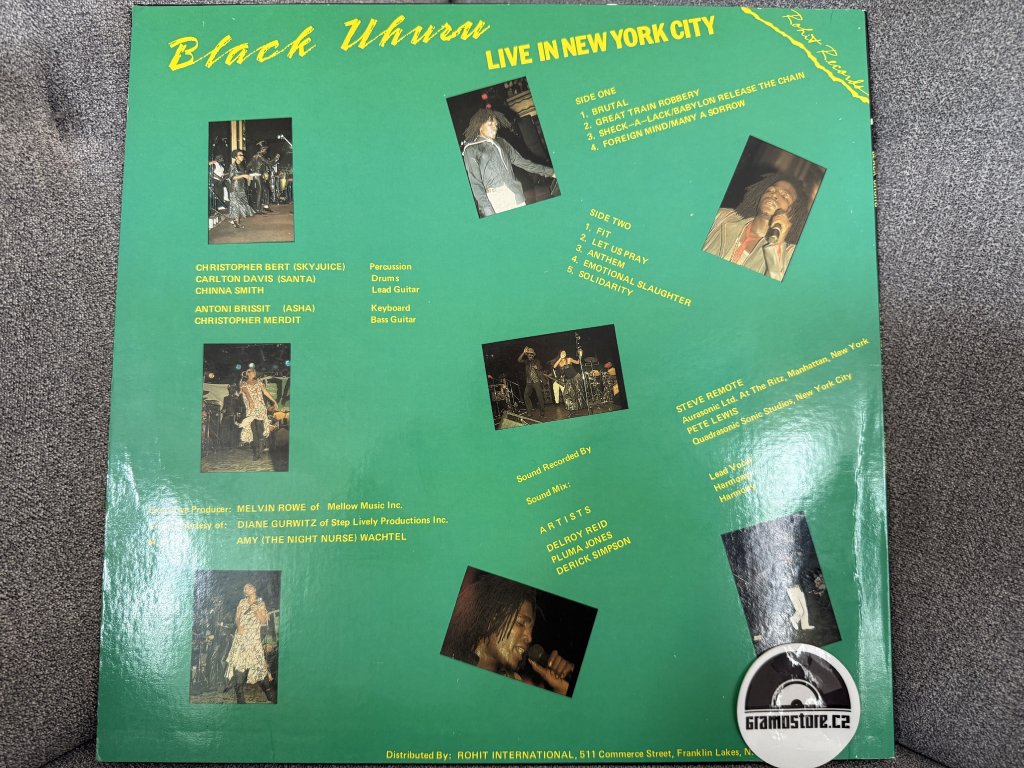 Black Uhuru
LIVE IN NEW YORK CITY
Rohit Records
SIDE ONE
1. BRUTAL
2. GREAT TRAIN ROBBERY
3. SHECK-A-LACK/BABYLON RELEASE THE CHAIN
4. FOREIGN MIND/MANY A SORROW
SIDE TWO
1. FIT
2. LET US PRAY
3. ANTHEM
4. EMOTIONAL SLAUGHTER
5. SOLIDARITY
CHRISTOPHER BERT (SKYJUICE) Percussion
CARLTON DAVIS (SANTA) Drums
CHINNA SMITH Lead Guitar
ANTONI BRISSIT (ASHA) Keyboard
CHRISTOPHER MERDIT Bass Guitar
Sound Recorded By STEVE REMOTE
Aurasonic Ltd. At The Ritz, Manhattan, New York
Sound Mix: PETE LEWIS
Quadrasonic Sonic Studios, New York City
ARTISTS
DELROY REID Lead Vocal
PLUMA JONES Harmony
DERICK SIMPSON Harmony
Producer: MELVIN ROWE of Mellow Music Inc.
of: DIANE GURWITZ of Step Lively Productions Inc.
AMY (THE NIGHT NURSE) WACHTEL
Distributed By: ROHIT INTERNATIONAL, 511 Commerce Street, Franklin Lakes,
GRAMOSTORE.CZ